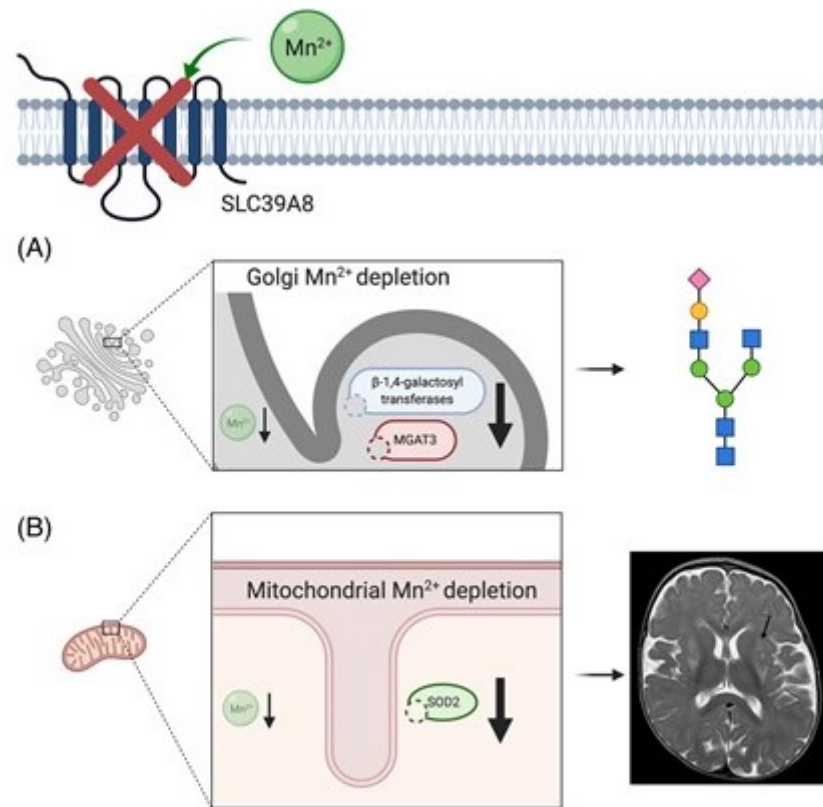 Mn²⁺
SLC39A8
(A)
Golgi Mn²⁺ depletion
β-1,4-galactosyl
transferases
Mn²⁺
MGAT3
(B)
Mitochondrial Mn²⁺ depletion
Mn²⁺
SOD2